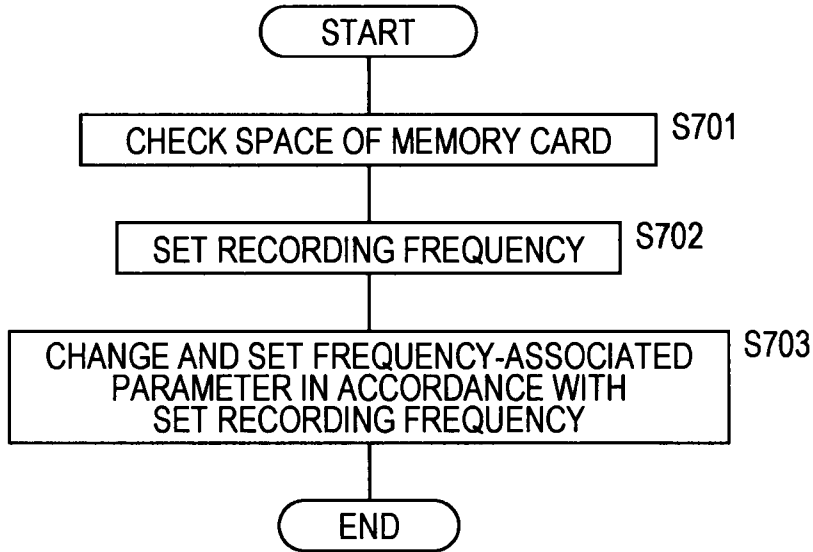 START
CHECK SPACE OF MEMORY CARD
S701
SET RECORDING FREQUENCY
S702
CHANGE AND SET FREQUENCY-ASSOCIATED
PARAMETER IN ACCORDANCE WITH
SET RECORDING FREQUENCY
S703
END